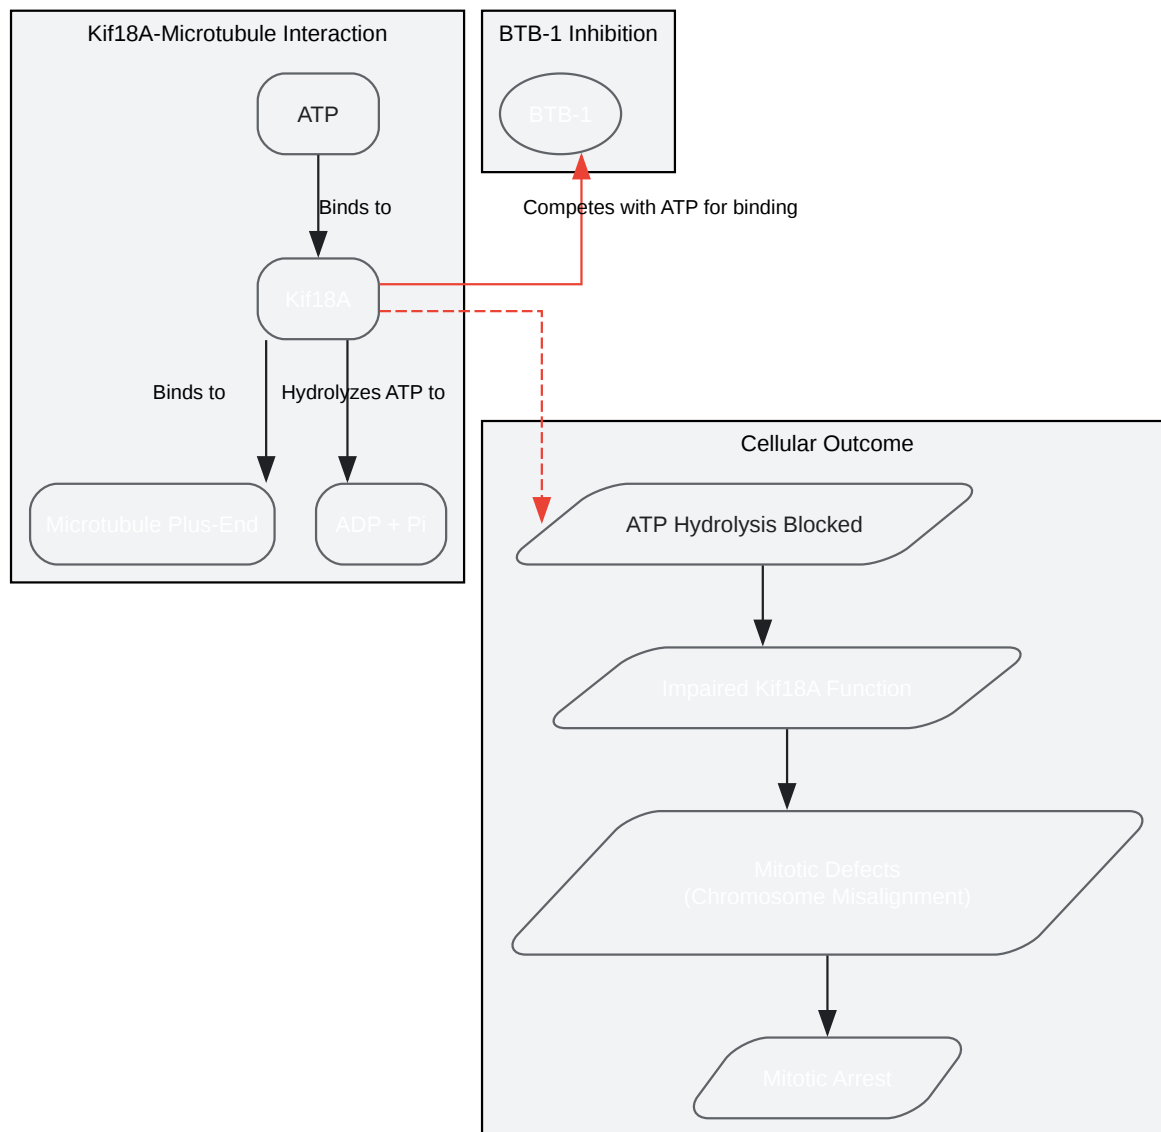 Kif18A-Microtubule Interaction
ATP
Binds to
Kif18A
Binds to
Hydrolyzes ATP to
Microtubule Plus-End
ADP + Pi
BTB-1 Inhibition
BTB-1
Competes with ATP for binding
Cellular Outcome
ATP Hydrolysis Blocked
Impaired Kif18A Function
Mitotic Defects
(Chromosome Misalignment)
Mitotic Arrest